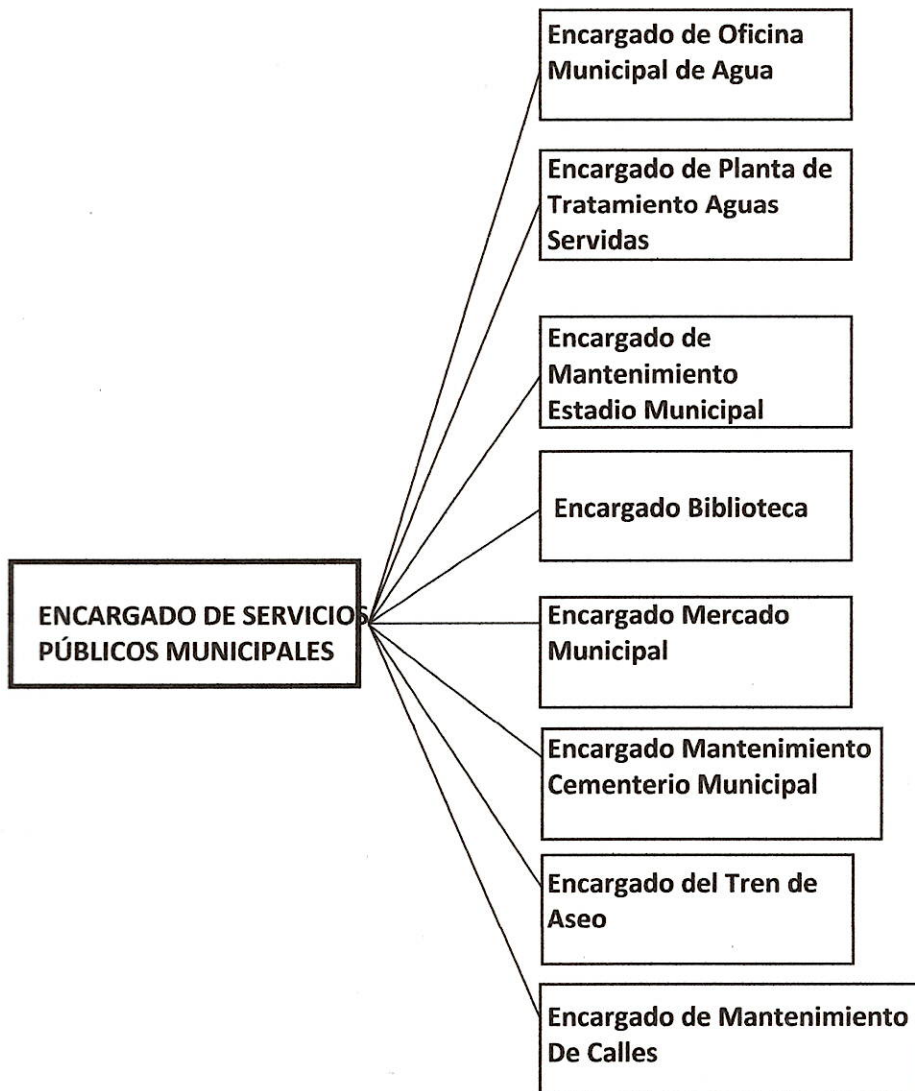 Encargado de Oficina
Municipal de Agua
Encargado de Planta de
Tratamiento Aguas
Servidas
Encargado de
Mantenimiento
Estadio Municipal
Encargado Biblioteca
ENCARGADO DE SERVICIOS
PÚBLICOS MUNICIPALES
Encargado Mercado
Municipal
Encargado Mantenimiento
Cementerio Municipal
Encargado del Tren de
Aseo
Encargado de Mantenimiento
De Calles